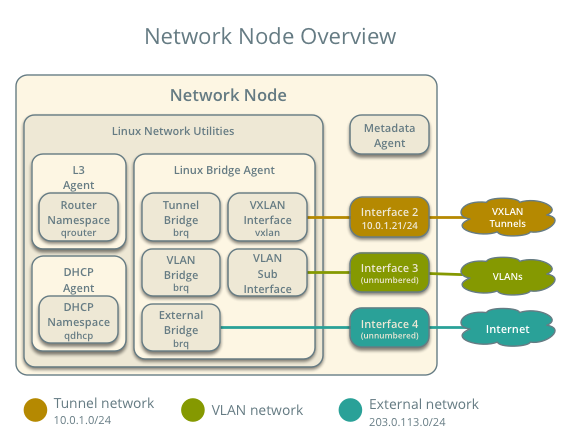 Network Node Overview
Network Node
Linux Network Utilities
Metadata
Agent
L3
Agent
Router
Namespace
qrouter
DHCP
Agent
DHCP
Namespace
qdhcp
Linux Bridge Agent
Tunnel
Bridge
brq
VXLAN
Interface
vxlan
VLAN
Bridge
brq
VLAN
Sub
Interface
External
Bridge
brq
Interface 2
10.0.1.21/24
Interface 3
(unnumbered)
Interface 4
(unnumbered)
VXLAN
Tunnels
VLANs
Internet
Tunnel network
10.0.1.0/24
VLAN network
External network
203.0.113.0/24